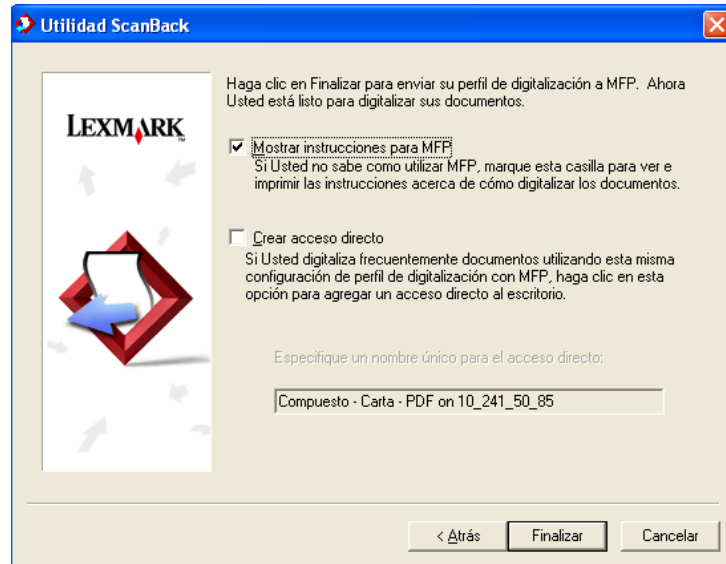 Utilidad ScanBack
Haga clic en Finalizar para enviar su perfil de digitalización a MFP. Ahora
Usted está listo para digitalizar sus documentos.
LEXMARK™
Mostrar instrucciones para MFP
Si Usted no sabe como utilizar MFP, marque esta casilla para ver e
imprimir las instrucciones acerca de cómo digitalizar los documentos.
Crear acceso directo
Si Usted digitaliza frecuentemente documentos utilizando esta misma
configuración de perfil de digitalización con MFP, haga clic en esta
opción para agregar un acceso directo al escritorio.
Especifique un nombre único para el acceso directo:
Compuesto - Carta - PDF on 10_241_50_85
< Atrás
Finalizar
Cancelar